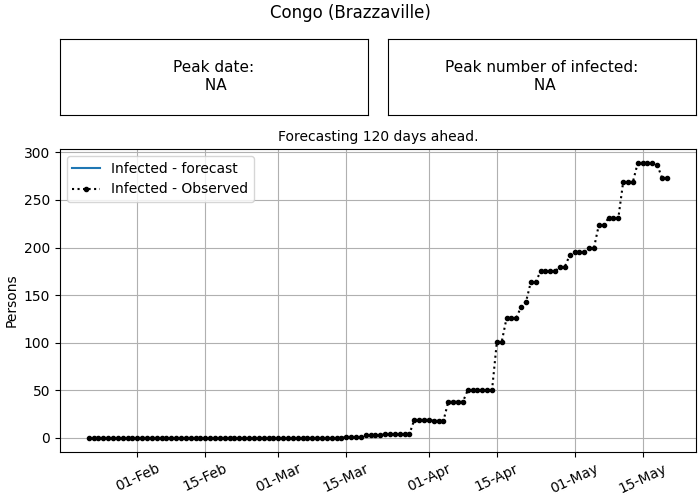 Congo (Brazzaville)
Peak date:
NA
Peak number of infected:
NA
Forecasting 120 days ahead.
Infected - forecast
Infected - Observed
Persons
300
250
200
150
100
50
0
01-Feb
15-Feb
01-Mar
15-Mar
01-Apr
15-Apr
01-May
15-May